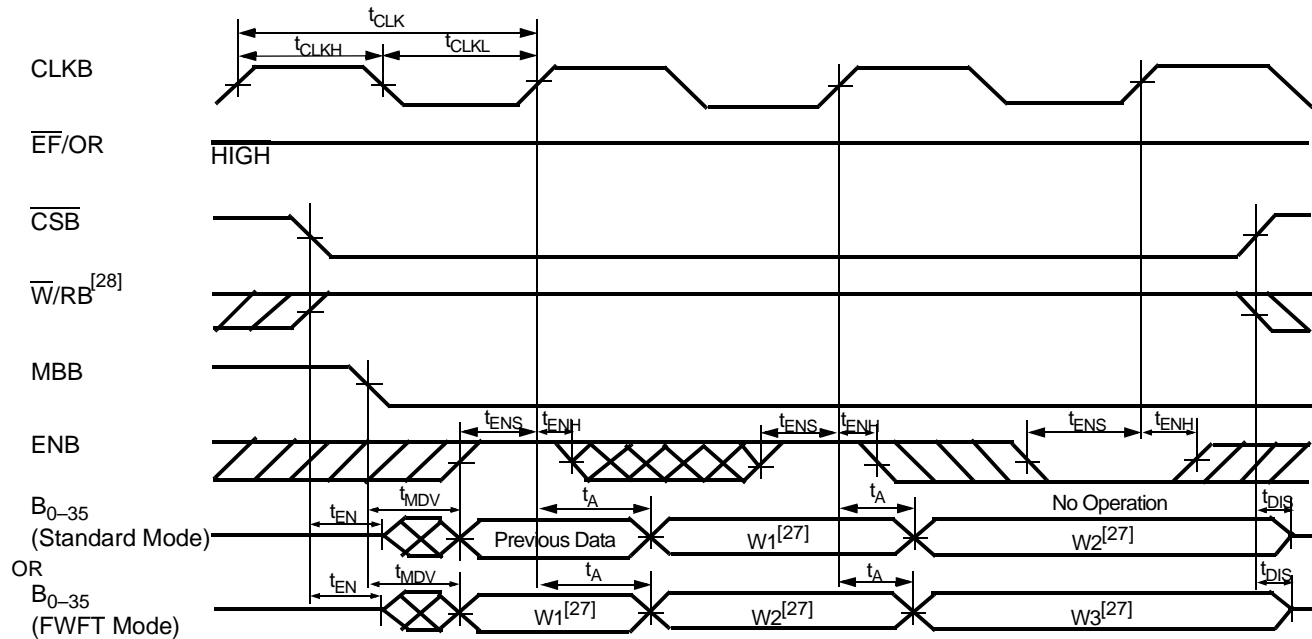 tCLK
tCLKH tCLKL
CLKB
EF/OR HIGH
CSB
W/RB[28]
MBB
tENS tENH tENS tENH tENS tENH
ENB
tMDV tA tA No Operation tDIS
B0–35 tEN
(Standard Mode) Previous Data W1[27] W2[27]
OR
tEN tMDV tA tA tDIS
B0–35
(FWFT Mode) W1[27] W2[27] W3[27]